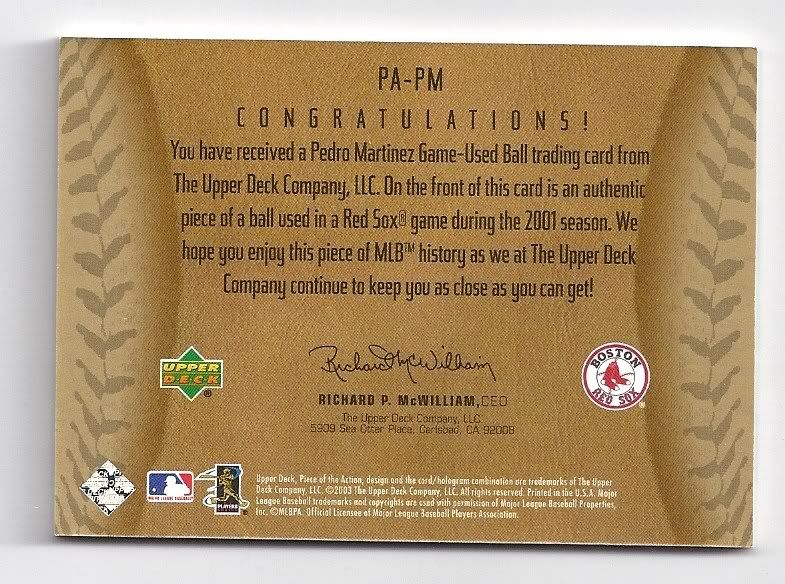 PA-PM
CONGRATULATIONS!
You have received a Pedro Martinez Game-Used Ball trading card from
The Upper Deck Company, LLC. On the front of this card is an authentic
piece of a ball used in a Red Sox® game during the 2001 season. We
hope you enjoy this piece of MLB™ history as we at The Upper Deck
Company continue to keep you as close as you can get!
UPPER
DECK
®
Richard McWilliam
BOSTON
RED SOX
®
RICHARD P. McWILLIAM, CEO
The Upper Deck Company, LLC
5909 Sea Otter Place, Carlsbad, CA 92008
MAJOR LEAGUE BASEBALL
PLAYERS
Upper Deck, Piece of the Action, design and the card/hologram combination are trademarks of The Upper
Deck Company, LLC. ©2003 The Upper Deck Company, LLC. All rights reserved. Printed in the U.S.A. Major
League Baseball trademarks and copyrights are used with permission of Major League Baseball Properties,
Inc. ©MLBPA. Official Licensee of Major League Baseball Players Association.